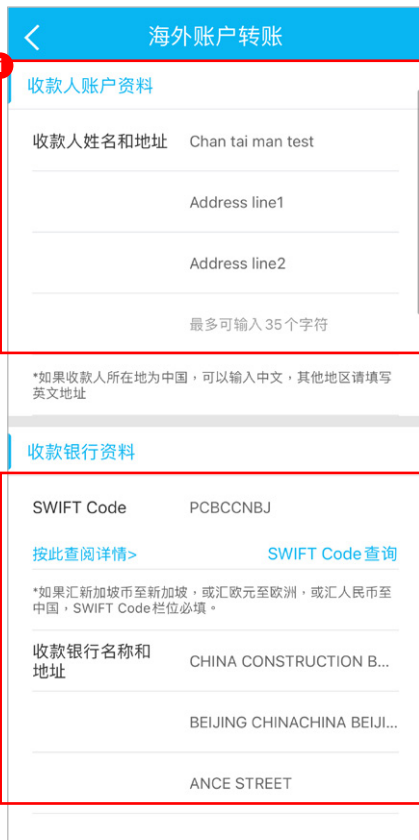 海外账户转账
收款人账户资料
收款人姓名和地址 Chan tai man test
Address line1
Address line2
最多可输入35个字符
*如果收款人所在地为中国，可以输入中文，其他地区请填写
英文地址
收款银行资料
SWIFT Code PCBCCNBJ
按此查阅详情> SWIFT Code查询
*如果汇新加坡币至新加坡，或汇欧元至欧洲，或汇人民币至
中国，SWIFT Code栏位必填。
收款银行名称和
地址 CHINA CONSTRUCTION B...
BEIJING CHINACHINA BEIJI...
ANCE STREET